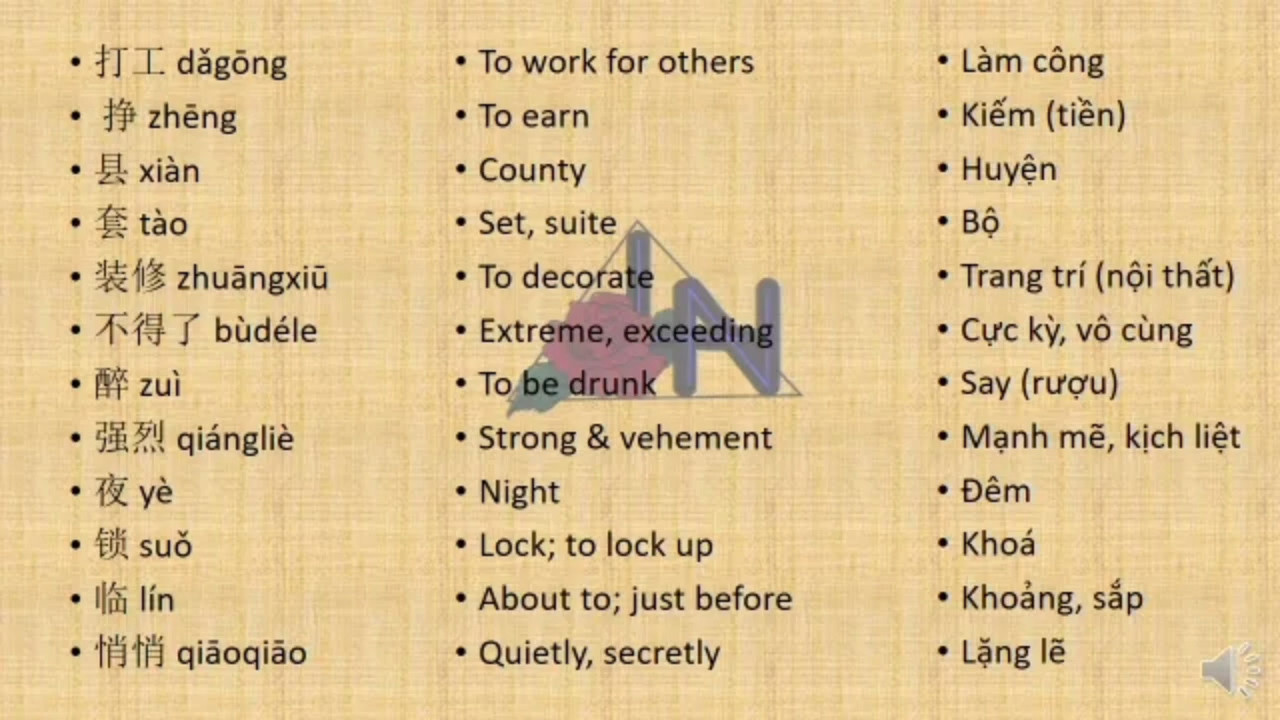 • 打工 dǎgōng • To work for others • Làm công
• 挣 zhēng • To earn • Kiếm (tiền)
• 县 xiàn • County • Huyện
• 套 tào • Set, suite • Bộ
• 装修 zhuāngxiū • To decorate • Trang trí (nội thất)
• 不得了 bùdéle • Extreme, exceeding • Cực kỳ, vô cùng
• 醉 zuì • To be drunk • Say (rượu)
• 强烈 qiángliè • Strong & vehement • Mạnh mẽ, kịch liệt
• 夜 yè • Night • Đêm
• 锁 suǒ • Lock; to lock up • Khoá
• 临 lín • About to; just before • Khoảng, sắp
• 悄悄 qiāoqiāo • Quietly, secretly • Lặng lẽ
IN